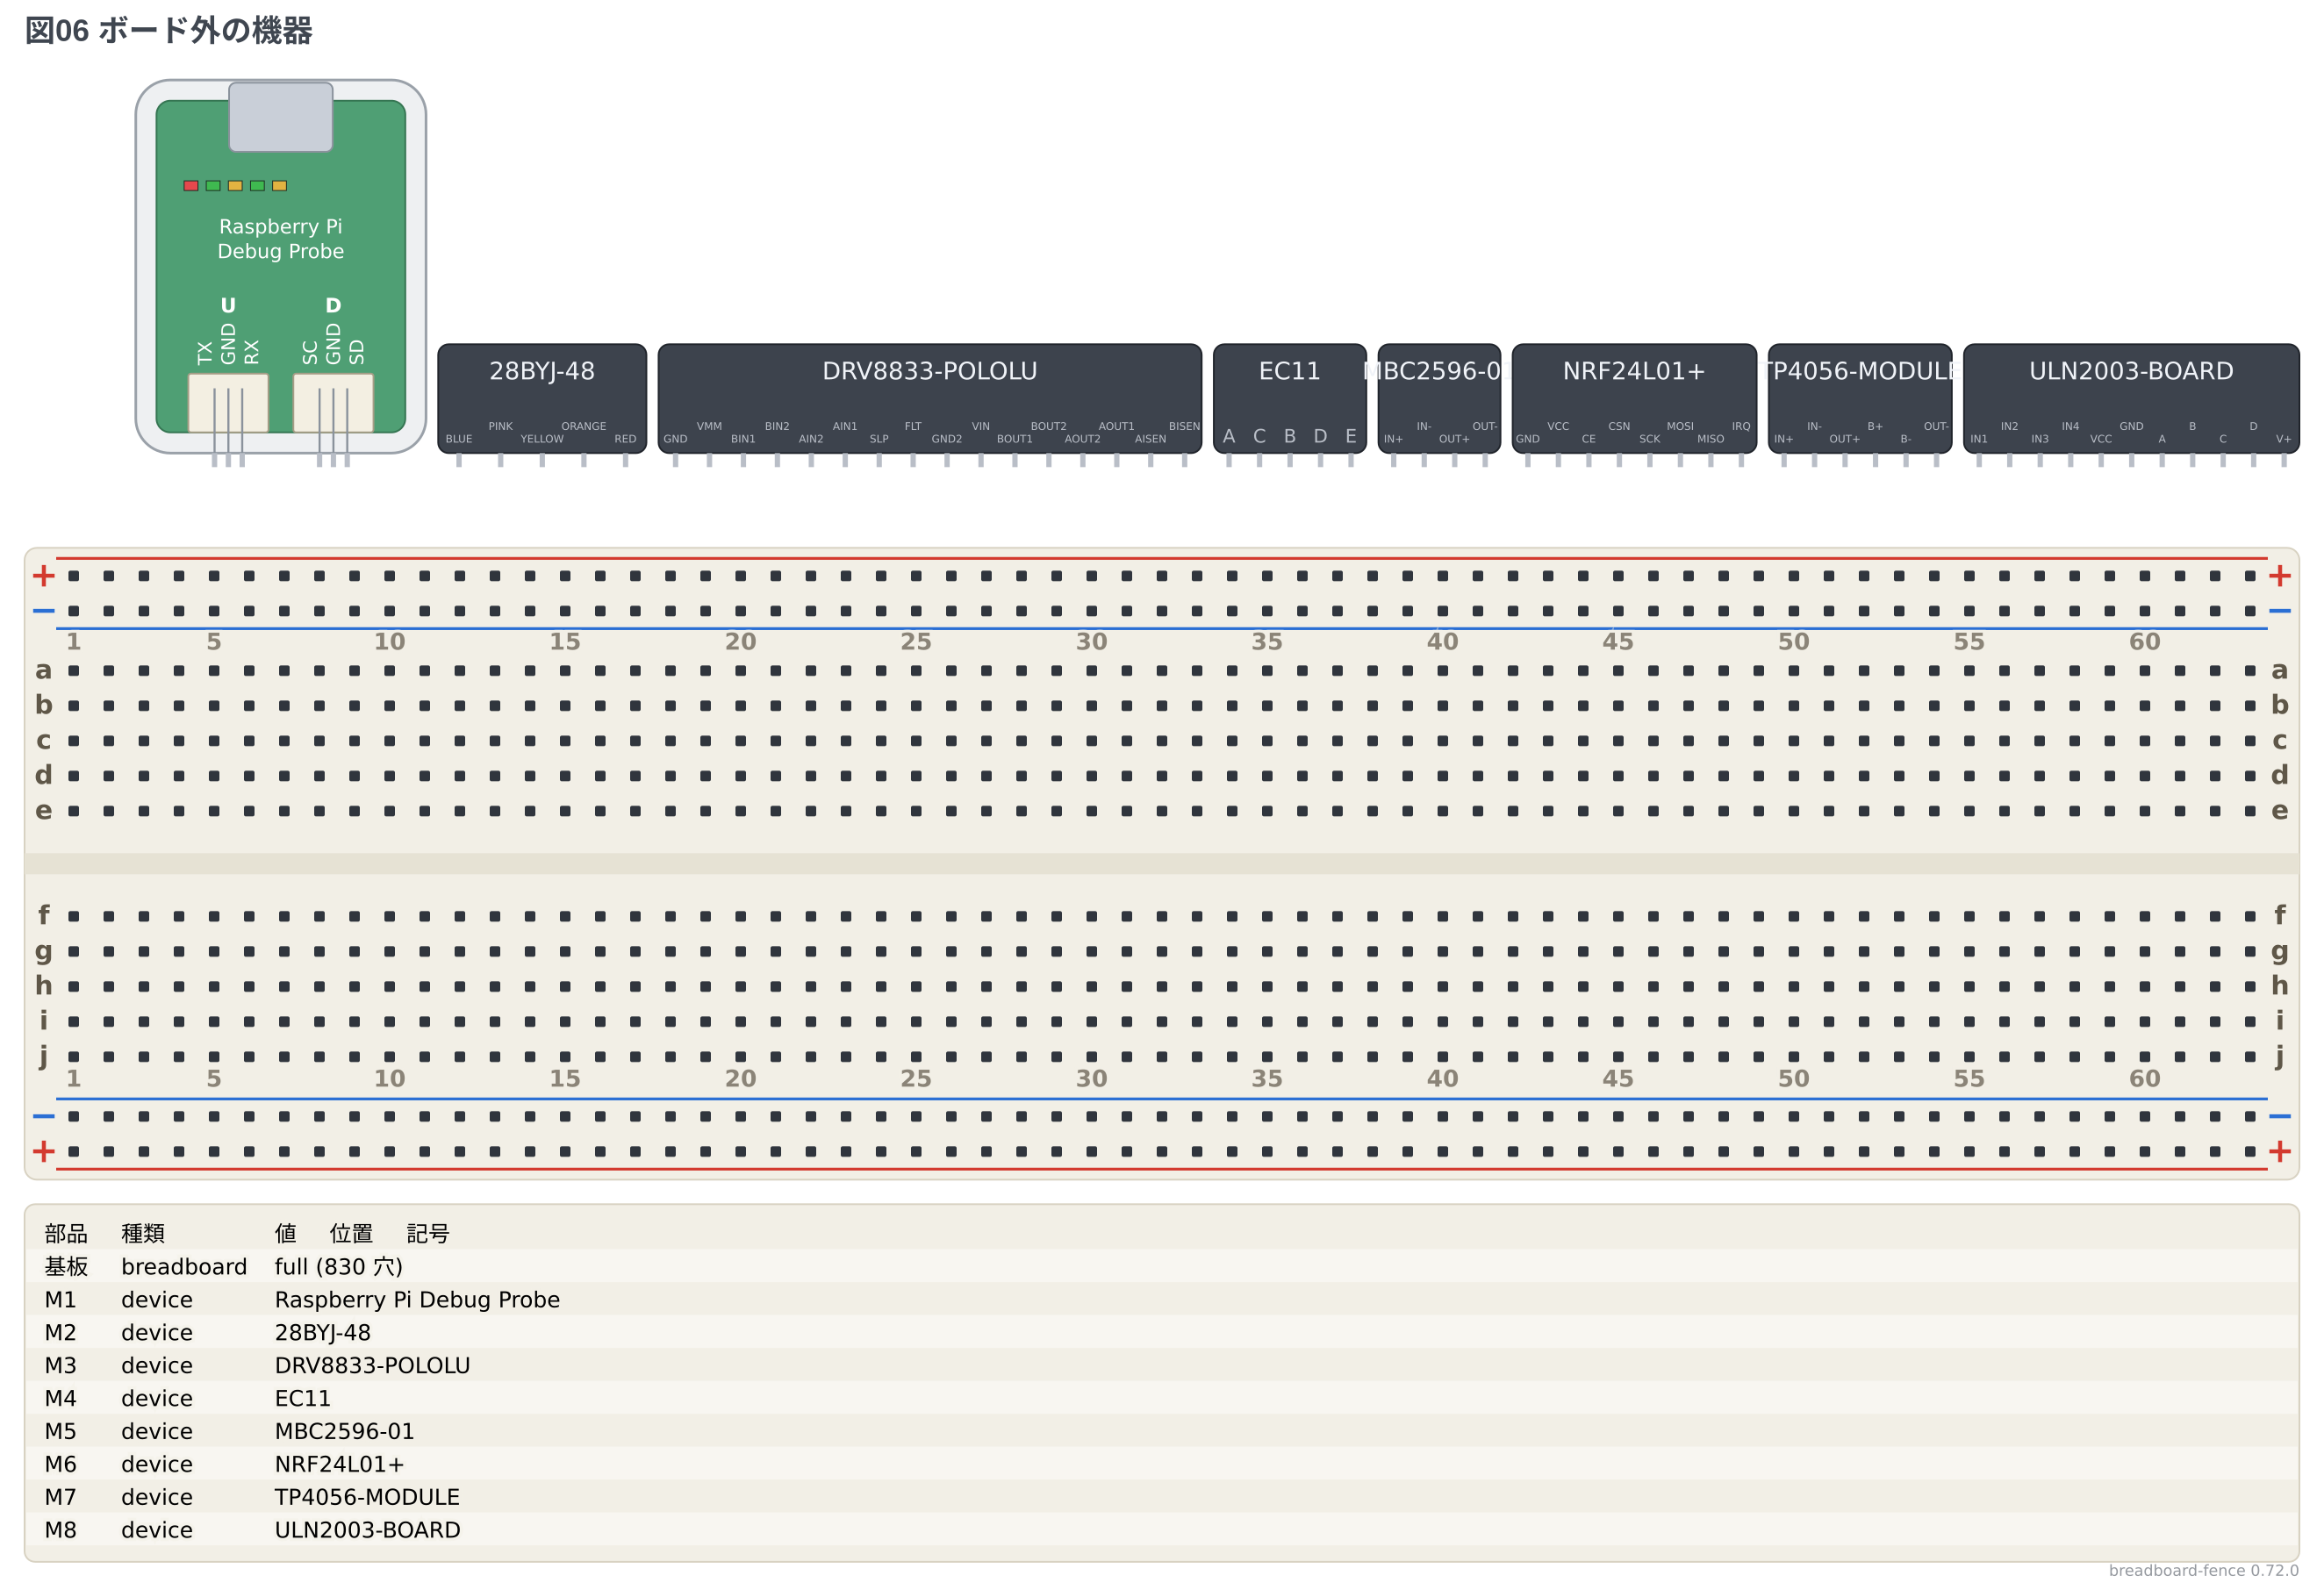 図06 ボード外の機器
Raspberry Pi
Debug Probe
U D
TX GND RX SC GND SD
28BYJ-48
BLUE PINK YELLOW ORANGE RED
DRV8833-POLOLU
GND VMM BIN1 BIN2 AIN2 AIN1 SLP FLT GND2 VIN BOUT1 BOUT2 AOUT2 AOUT1 AISEN BISEN
EC11
A C B D E
MBC2596-01
IN+ IN- OUT+ OUT-
NRF24L01+
GND VCC CE CSN SCK MOSI MISO IRQ
TP4056-MODULE
IN+ IN- OUT+ B+ B- OUT-
ULN2003-BOARD
IN1 IN2 IN3 IN4 VCC GND A B C D V+
+ +
− −
1 5 10 15 20 25 30 35 40 45 50 55 60
a a
b b
c c
d d
e e
f f
g g
h h
i i
j j
1 5 10 15 20 25 30 35 40 45 50 55 60
− −
+ +
部品 種類 値 位置 記号
基板 breadboard full (830 穴)
M1 device Raspberry Pi Debug Probe
M2 device 28BYJ-48
M3 device DRV8833-POLOLU
M4 device EC11
M5 device MBC2596-01
M6 device NRF24L01+
M7 device TP4056-MODULE
M8 device ULN2003-BOARD
breadboard-fence 0.72.0